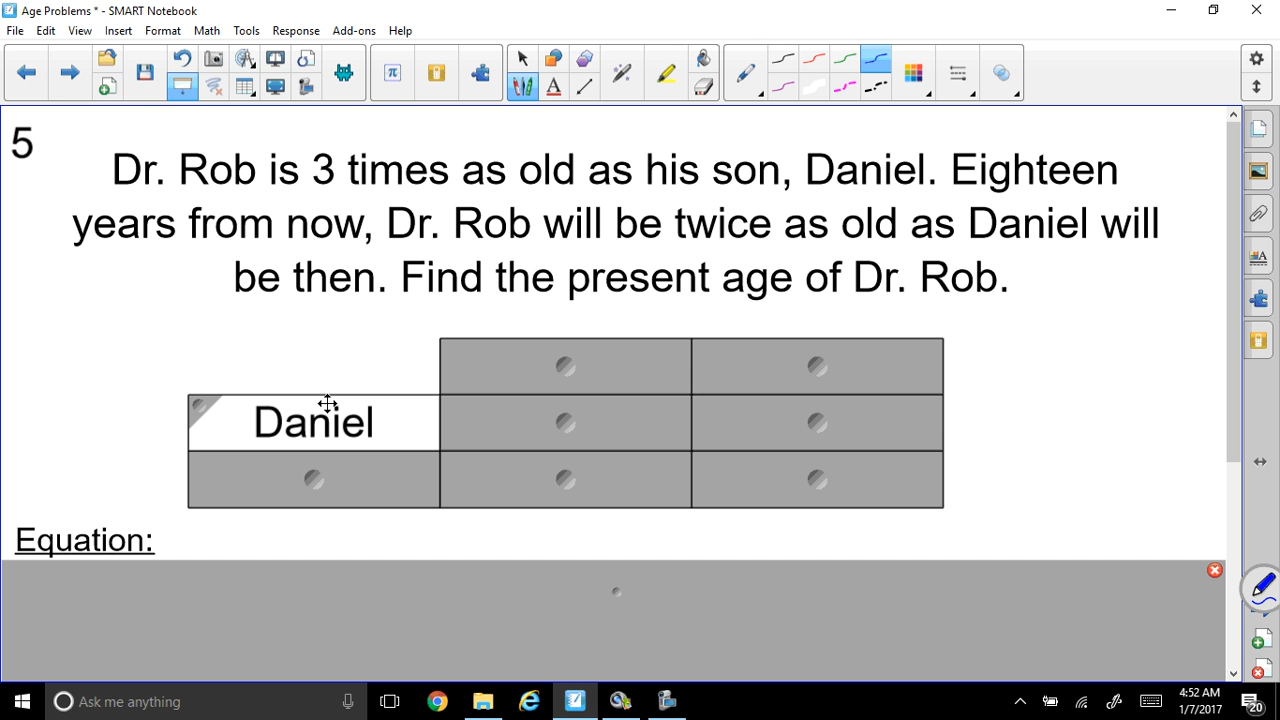 Age Problems * - SMART Notebook
File Edit View Insert Format Math Tools Response Add-ons Help
5
Dr. Rob is 3 times as old as his son, Daniel. Eighteen
years from now, Dr. Rob will be twice as old as Daniel will
be then. Find the present age of Dr. Rob.
Daniel
Equation:
Ask me anything
4:52 AM
1/7/2017
20